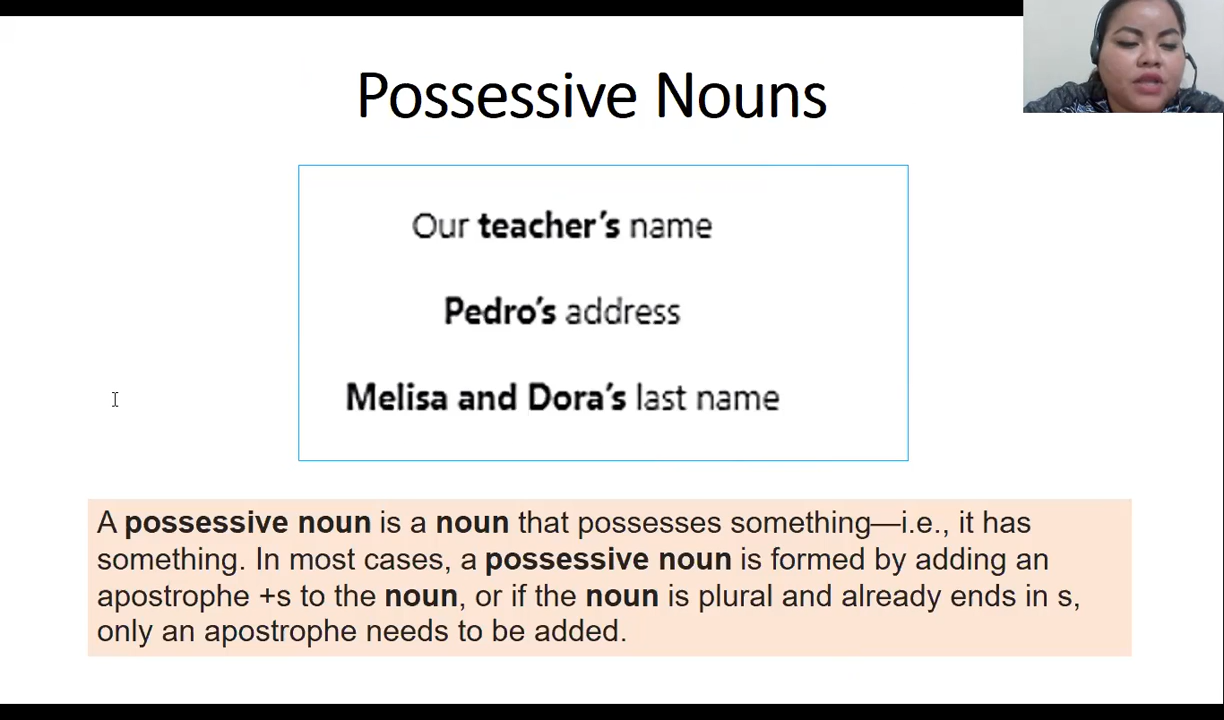 Possessive Nouns
Our teacher’s name
Pedro’s address
Melisa and Dora’s last name
A possessive noun is a noun that possesses something—i.e., it has
something. In most cases, a possessive noun is formed by adding an
apostrophe +s to the noun, or if the noun is plural and already ends in s,
only an apostrophe needs to be added.